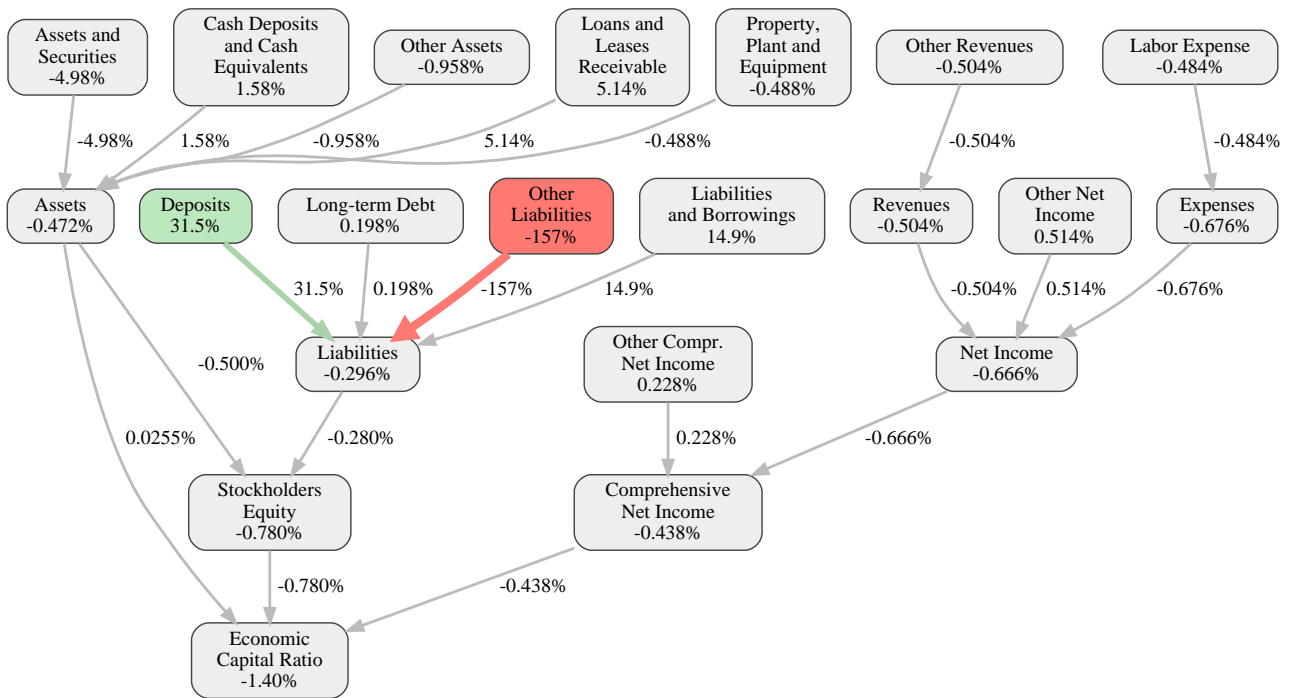 Assets and
Securities
-4.98%
Cash Deposits
and Cash
Equivalents
1.58%
Other Assets
-0.958%
Loans and
Leases
Receivable
5.14%
Property,
Plant and
Equipment
-0.488%
Other Revenues
-0.504%
Labor Expense
-0.484%
-4.98%
1.58%
-0.958%
5.14%
-0.488%
-0.504%
-0.484%
Assets
-0.472%
Deposits
31.5%
Long-term Debt
0.198%
Other
Liabilities
-157%
Liabilities
and Borrowings
14.9%
Revenues
-0.504%
Other Net
Income
0.514%
Expenses
-0.676%
31.5%
0.198%
-157%
14.9%
-0.504%
0.514%
-0.676%
Liabilities
-0.296%
Other Compr.
Net Income
0.228%
Net Income
-0.666%
-0.500%
0.0255%
-0.280%
0.228%
-0.666%
Stockholders
Equity
-0.780%
Comprehensive
Net Income
-0.438%
-0.780%
-0.438%
Economic
Capital Ratio
-1.40%